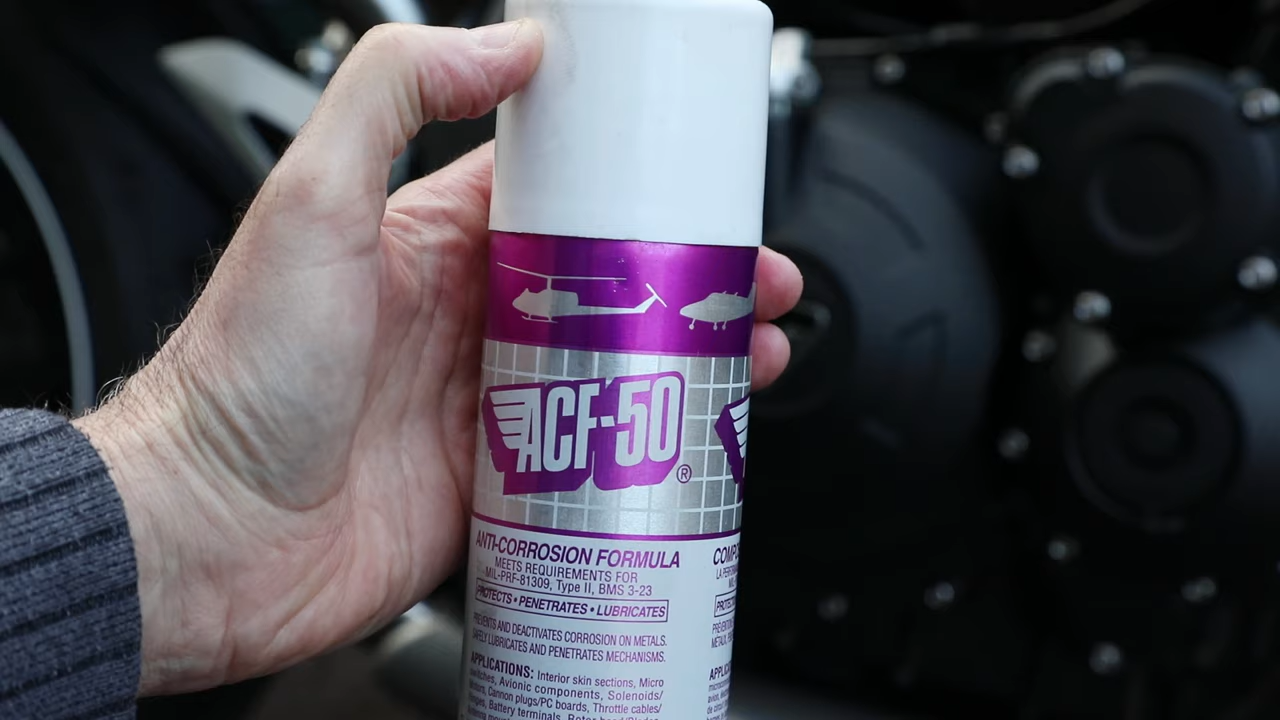 ACF-50
®
ANTI-CORROSION FORMULA
MEETS REQUIREMENTS FOR
MIL-PRF-81309, Type II, BMS 3-23
PROTECTS • PENETRATES • LUBRICATES
PREVENTS AND DEACTIVATES CORROSION ON METALS.
SAFELY LUBRICATES AND PENETRATES MECHANISMS.
APPLICATIONS: Interior skin sections, Micro
switches, Avionic components, Solenoids/
Cannon plugs/PC boards, Throttle cables/
Battery terminals,